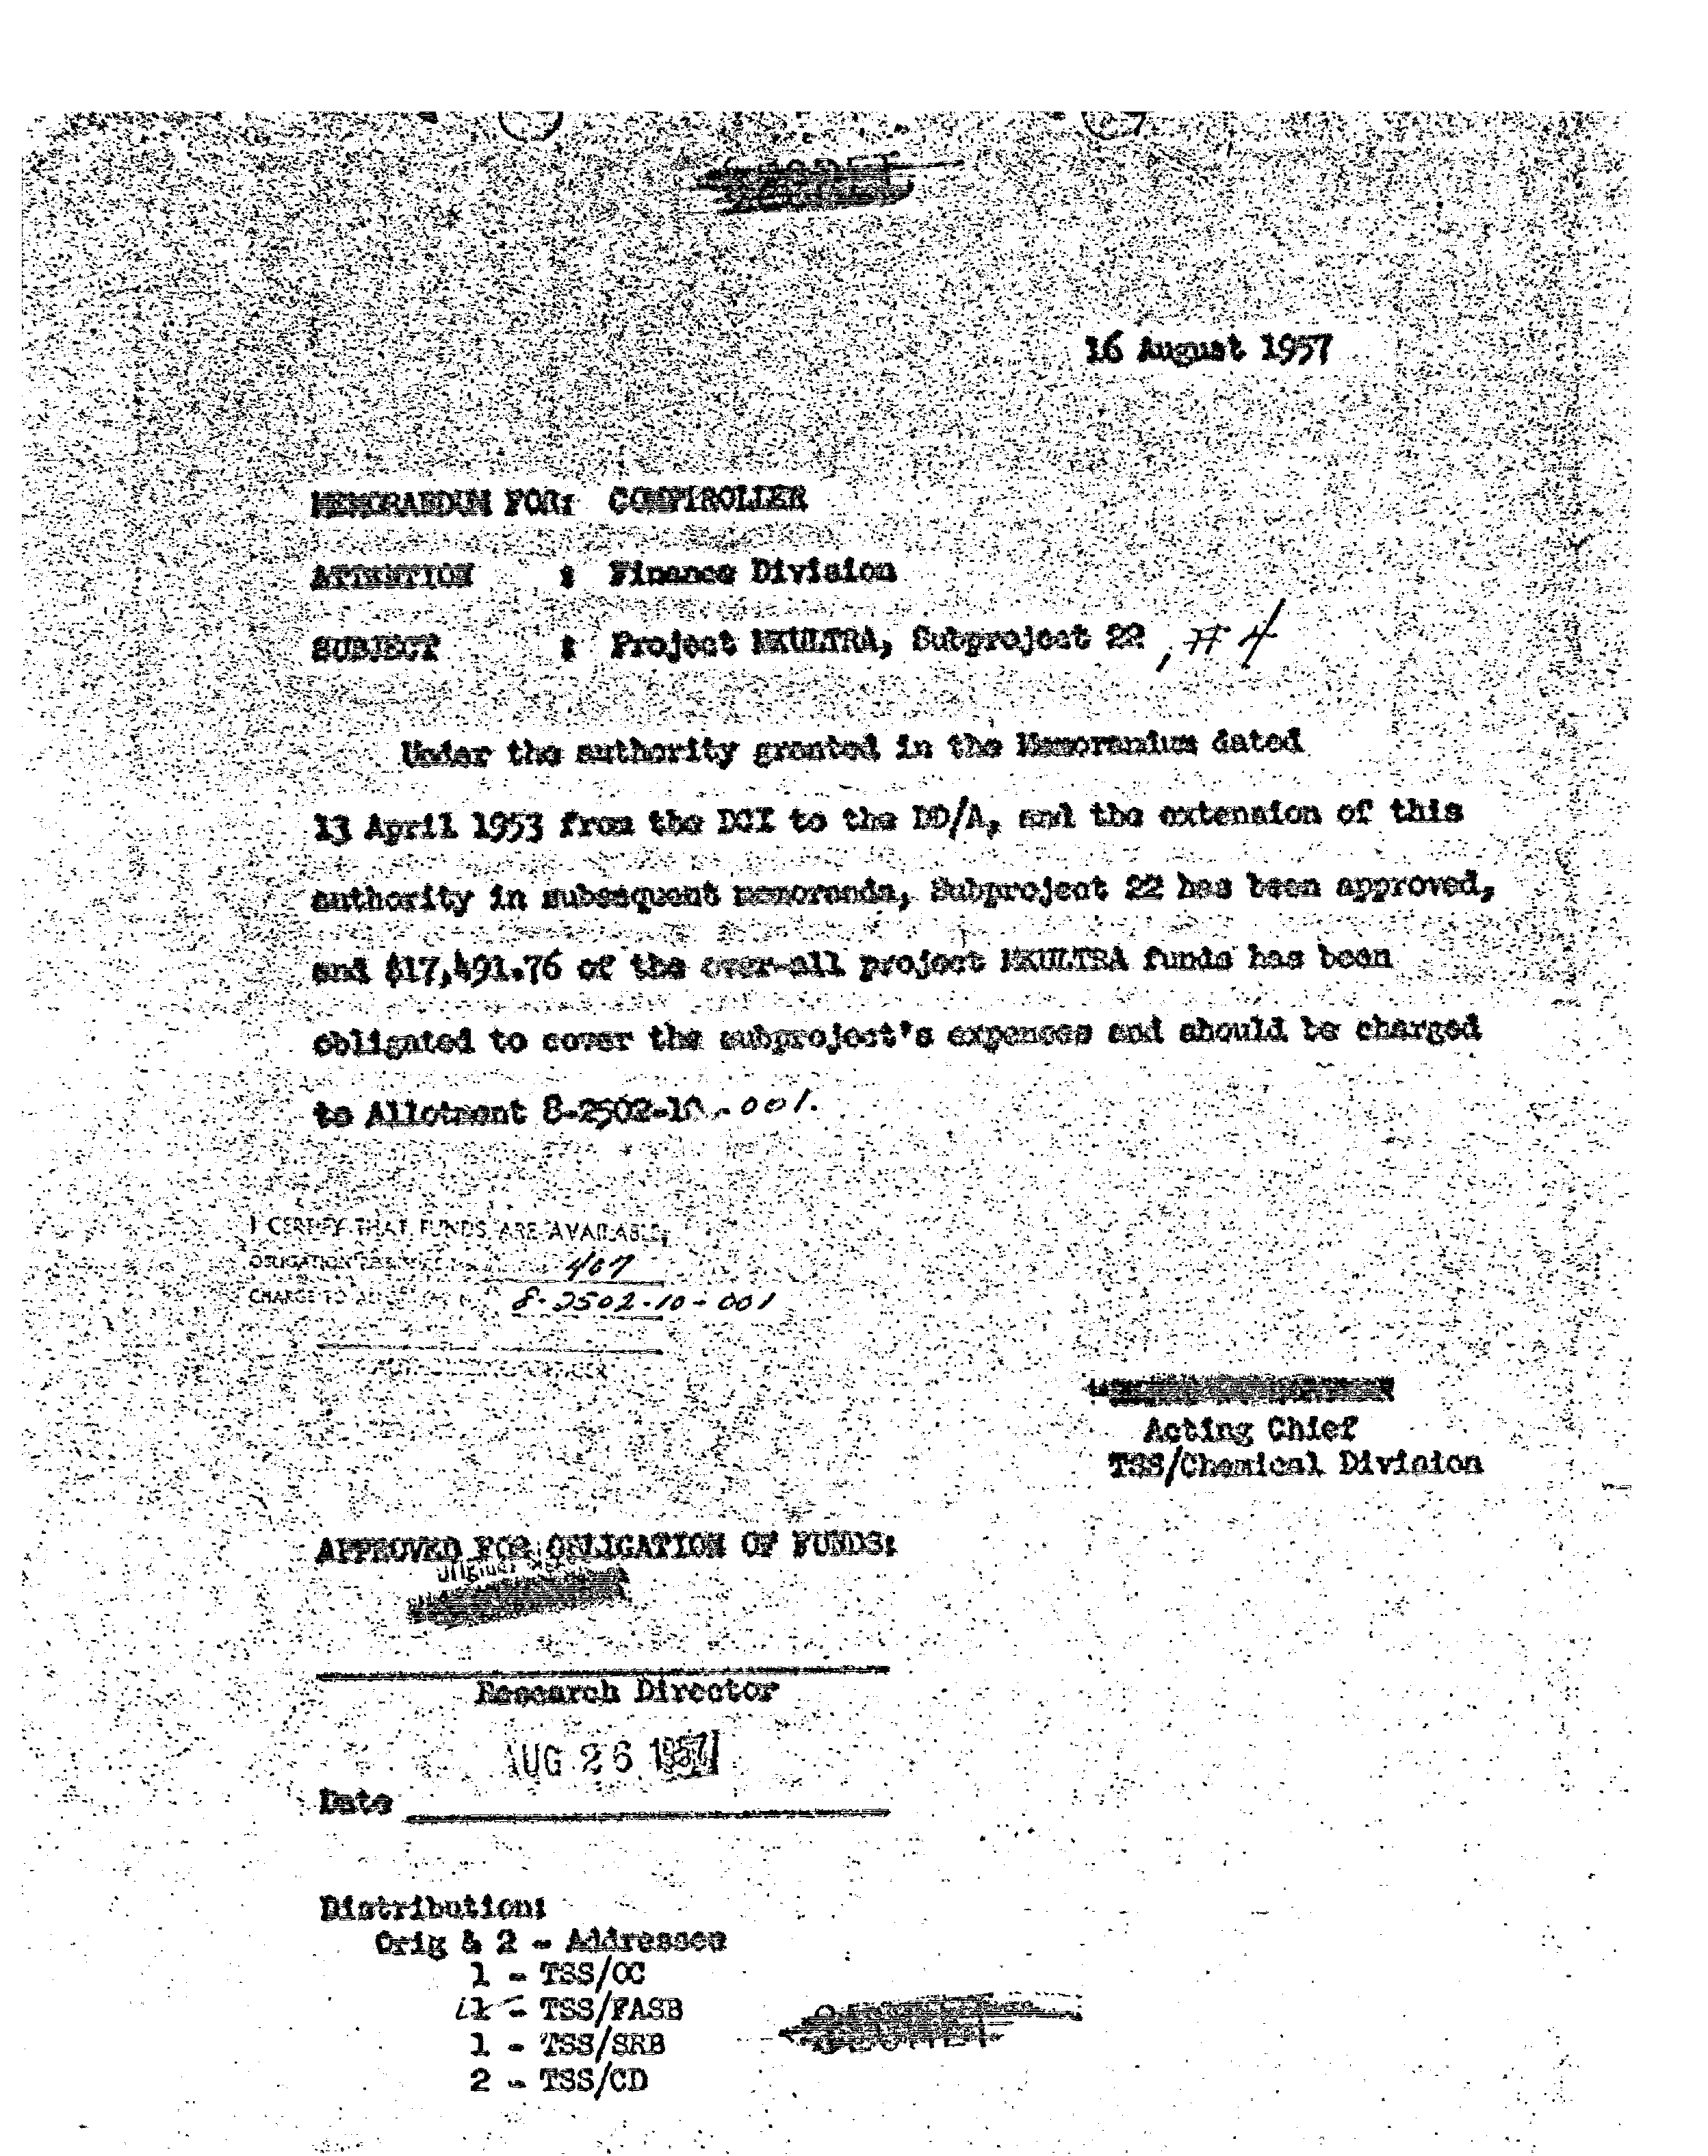 16 August 1957
MEMORANDUM FOR: COMPTROLLER
ATTENTION : Finance Division
SUBJECT : Project MKULTRA, Subproject 22, #4
Under the authority granted in the Memorandum dated
13 April 1953 from the DCI to the DD/A, and the extension of this
authority in subsequent memoranda, Subproject 22 has been approved,
and $17,491.76 of the over-all project MKULTRA funds has been
obligated to cover the subproject's expenses and should be charged
to Allotment 8-2502-10-001.
I CERTIFY THAT FUNDS ARE AVAILABLE
OBLIGATION 407
CHARGE TO 8-2502-10-001
Acting Chief
TSS/Chemical Division
APPROVED FOR OBLIGATION OF FUNDS:
Research Director
AUG 26 1957
Date
Distribution:
Orig & 2 - Addressee
1 - TSS/OC
1 - TSS/FASB
1 - TSS/SRB
2 - TSS/CD